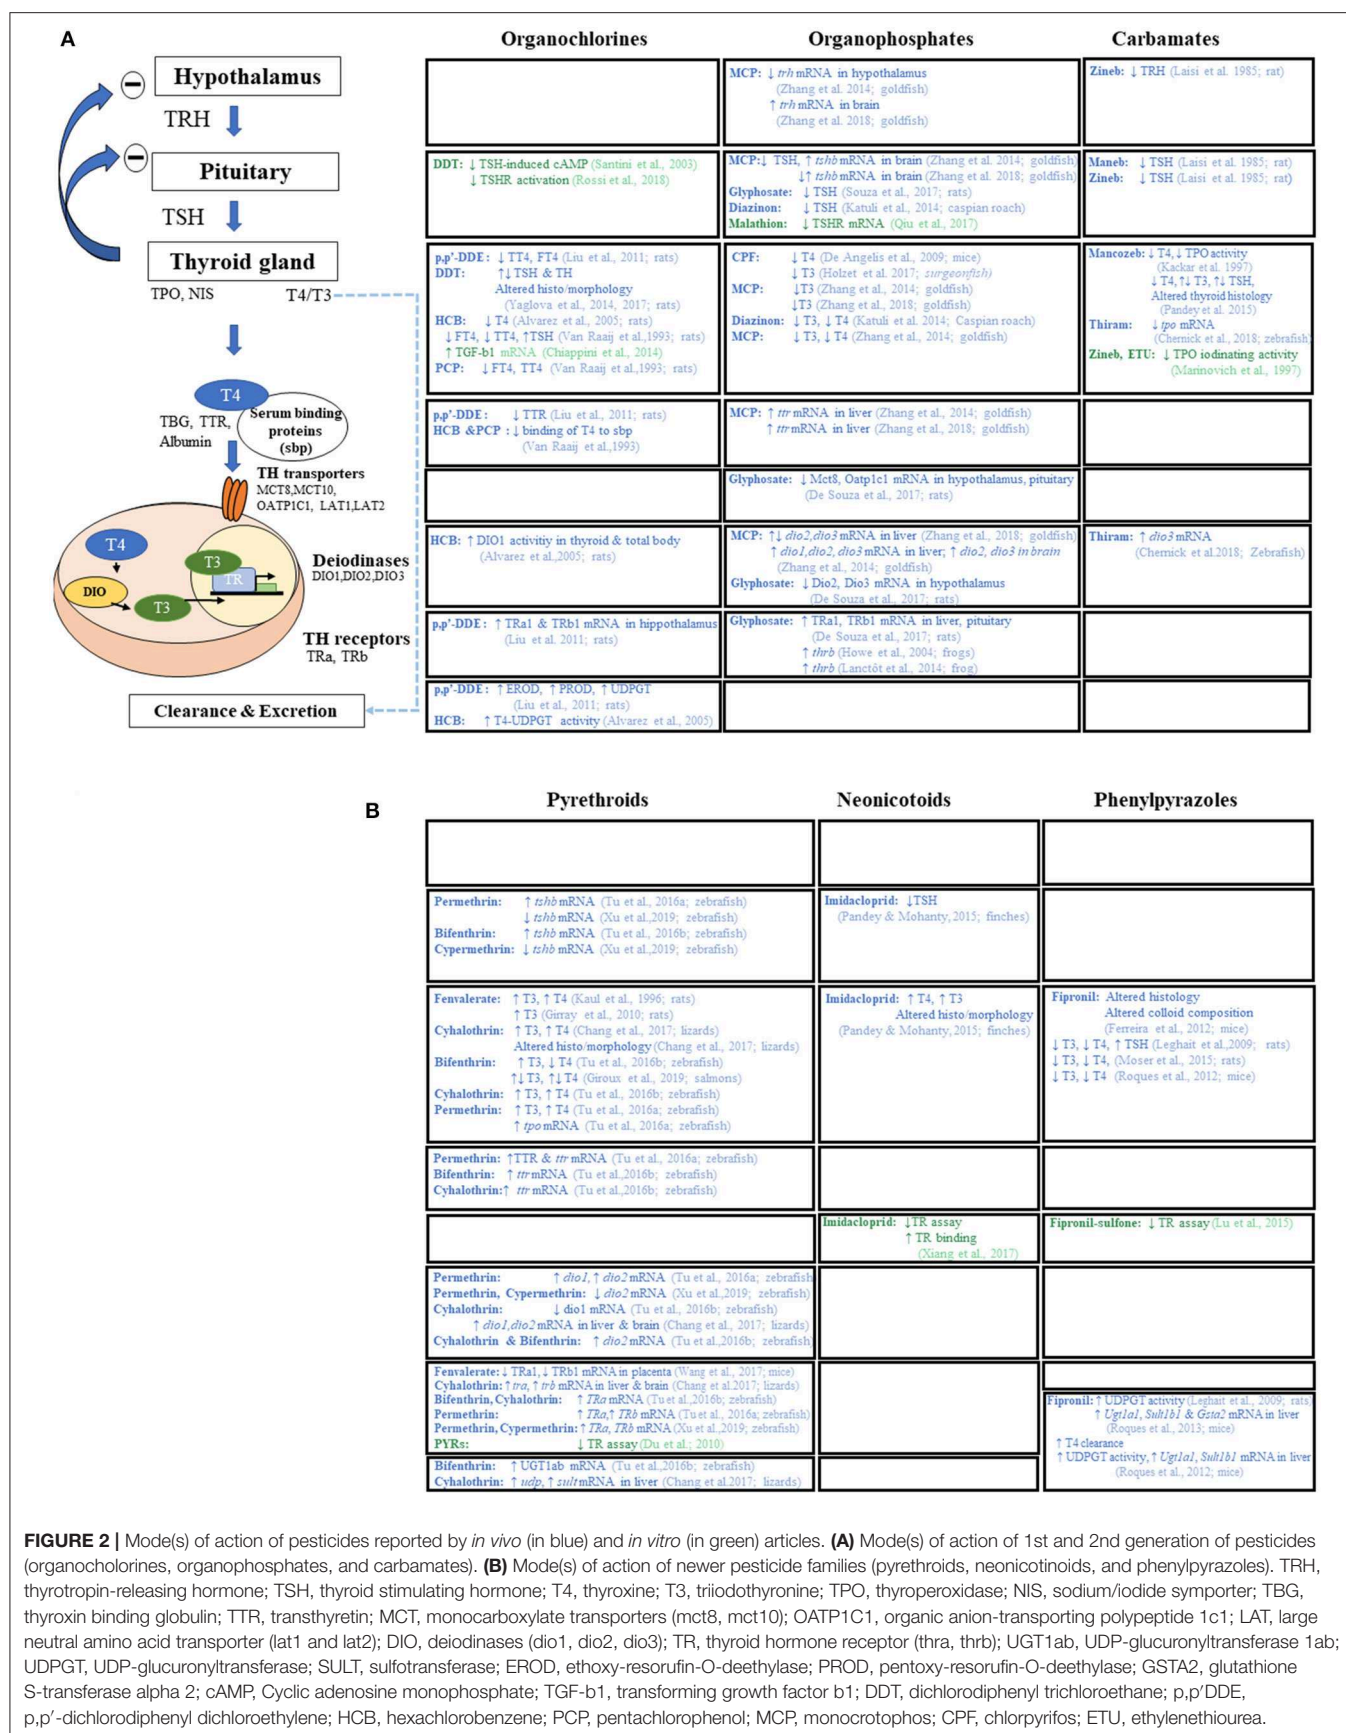 A
Hypothalamus
TRH
Pituitary
TSH
Thyroid gland
TPO, NIS
T4/T3
T4
TBG, TTR,
Albumin
Serum binding
proteins
(sbp)
TH transporters
MCT8,MCT10,
OATP1C1, LAT1,LAT2
T4
T3
TR
DIO
T3
Deiodinases
DIO1,DIO2,DIO3
TH receptors
TRa, TRb
Clearance & Excretion
Organochlorines
DDT: ↓ TSH-induced cAMP (Santini et al., 2003)
↓ TSHR activation (Rossi et al., 2018)
p,p'-DDE: ↓ TT4, FT4 (Liu et al., 2011; rats)
DDT: ↑↓ TSH & TH
Altered histo/morphology
(Yaglova et al., 2014, 2017; rats)
HCB: ↓ T4 (Alvarez et al., 2005; rats)
↓ FT4, ↓ TT4, ↑TSH (Van Raaij et al.,1993; rats)
↑ TGF-b1 mRNA (Chiappini et al., 2014)
PCP: ↓ FT4, TT4 (Van Raaij et al.,1993; rats)
p,p'-DDE : ↓ TTR (Liu et al., 2011; rats)
HCB &PCP : ↓ binding of T4 to sbp
(Van Raaij et al.,1993)
HCB: ↑ DIO1 activitiy in thyroid & total body
(Alvarez et al.,2005; rats)
p,p'-DDE : ↑ TRa1 & TRb1 mRNA in hippothalamus
(Liu et al. 2011; rats)
p,p'-DDE : ↑ EROD, ↑ PROD, ↑ UDPGT
(Liu et al., 2011; rats)
HCB: ↑ T4-UDPGT activity (Alvarez et al., 2005)
Organophosphates
MCP: ↓ trh mRNA in hypothalamus
(Zhang et al. 2014; goldfish)
↑ trh mRNA in brain
(Zhang et al. 2018; goldfish)
MCP:↓ TSH, ↑ tshb mRNA in brain (Zhang et al. 2014; goldfish)
↓↑ tshb mRNA in brain (Zhang et al. 2018; goldfish)
Glyphosate: ↓ TSH (Souza et al., 2017; rats)
Diazinon: ↓ TSH (Katuli et al., 2014; caspian roach)
Malathion: ↓ TSHR mRNA (Qiu et al., 2017)
CPF: ↓ T4 (De Angelis et al., 2009; mice)
↓ T3 (Holzet et al. 2017; surgeonfish)
MCP: ↓T3 (Zhang et al., 2014; goldfish)
↓T3 (Zhang et al., 2018; goldfish)
Diazinon: ↓ T3, ↓ T4 (Katuli et al. 2014; Caspian roach)
MCP: ↓ T3, ↓ T4 (Zhang et al., 2014; goldfish)
MCP: ↑ ttr mRNA in liver (Zhang et al., 2014; goldfish)
↑ ttr mRNA in liver (Zhang et al., 2018; goldfish)
Glyphosate: ↓ Mct8, Oatp1c1 mRNA in hypothalamus, pituitary
(De Souza et al., 2017; rats)
MCP: ↑↓ dio2,dio3 mRNA in liver (Zhang et al., 2018; goldfish)
↑ dio1,dio2, dio3 mRNA in liver; ↑ dio2, dio3 in brain
(Zhang et al., 2014; goldfish)
Glyphosate: ↓ Dio2, Dio3 mRNA in hypothalamus
(De Souza et al., 2017; rats)
Glyphosate: ↑ TRa1, TRb1 mRNA in liver, pituitary
(De Souza et al., 2017; rats)
↑ thrb (Howe et al., 2004; frogs)
↑ thrb (Lanctôt et al., 2014; frog)
Carbamates
Zineb: ↓ TRH (Laisi et al. 1985; rat)
Maneb: ↓ TSH (Laisi et al. 1985; rat)
Zineb: ↓ TSH (Laisi et al. 1985; rat)
Mancozeb: ↓ T4,↓ TPO activity
(Kackar et al. 1997)
↓ T4, ↑↓ T3, ↑↓ TSH,
Altered thyroid histology
(Pandey et al. 2015)
Thiram: ↓ tpo mRNA
(Chernick et al., 2018; zebrafish)
Zineb, ETU: ↓ TPO iodinating activity
(Marinovich et al., 1997)
Thiram: ↑ dio3 mRNA
(Chernick et al.2018; Zebrafish)
B
Pyrethroids
Permethrin: ↑ tshb mRNA (Tu et al., 2016a; zebrafish)
↓ tshb mRNA (Xu et al.,2019; zebrafish)
Bifenthrin: ↑ tshb mRNA (Tu et al., 2016b; zebrafish)
Cypermethrin: ↓ tshb mRNA (Xu et al.,2019; zebrafish)
Fenvalerate: ↑ T3, ↑ T4 (Kaul et al., 1996; rats)
↑ T3 (Girray et al., 2010; rats)
Cyhalothrin: ↑ T3, ↑ T4 (Chang et al., 2017; lizards)
Altered histo/morphology (Chang et al., 2017; lizards)
Bifenthrin: ↑ T3, ↓ T4 (Tu et al., 2016b; zebrafish)
↑↓ T3, ↑↓ T4 (Giroux et al., 2019; salmons)
Cyhalothrin: ↑ T3, ↑ T4 (Tu et al., 2016b; zebrafish)
Permethrin: ↑ T3, ↑ T4 (Tu et al., 2016a; zebrafish)
↑ tpo mRNA (Tu et al., 2016a; zebrafish)
Permethrin: ↑TTR & ttr mRNA (Tu et al., 2016a; zebrafish)
Bifenthrin: ↑ ttr mRNA (Tu et al.,2016b; zebrafish)
Cyhalothrin:↑ ttr mRNA (Tu et al.,2016b; zebrafish)
Permethrin: ↑ dio1, ↑ dio2 mRNA (Tu et al., 2016a; zebrafish
Permethrin, Cypermethrin: ↓ dio2 mRNA (Xu et al.,2019; zebrafish)
Cyhalothrin: ↓ dio1 mRNA (Tu et al., 2016b; zebrafish)
↑ dio1,dio2 mRNA in liver & brain (Chang et al., 2017; lizards)
Cyhalothrin & Bifenthrin: ↑ dio2 mRNA (Tu et al.,2016b; zebrafish)
Fenvalerate: ↓ TRa1, ↓ TRb1 mRNA in placenta (Wang et al., 2017; mice)
Cyhalothrin: ↑ tra, ↑ trb mRNA in liver & brain (Chang et al.2017; lizards)
Bifenthrin, Cyhalothrin: ↑ TRa mRNA (Tu et al.,2016b; zebrafish)
Permethrin: ↑ TRa,↑ TRb mRNA (Tu et al., 2016a; zebrafish)
Permethrin, Cypermethrin: ↑ TRa, TRb mRNA (Xu et al.,2019; zebrafish)
PYRs: ↓ TR assay (Du et al.; 2010)
Bifenthrin: ↑ UGT1ab mRNA (Tu et al.,2016b; zebrafish)
Cyhalothrin: ↑ udp, ↑ sult mRNA in liver (Chang et al.2017; lizards)
Neonicotoids
Imidacloprid: ↓TSH
(Pandey & Mohanty, 2015; finches)
Imidacloprid: ↑ T4, ↑ T3
Altered histo/morphology
(Pandey & Mohanty, 2015; finches)
Imidacloprid: ↓TR assay
↑ TR binding
(Xiang et al., 2017)
Phenylpyrazoles
Fipronil: Altered histology
Altered colloid composition
(Ferreira et al., 2012; mice)
↓ T3, ↓ T4, ↑ TSH (Leghait et al.,2009; rats)
↓ T3, ↓ T4, (Moser et al., 2015; rats)
↓ T3, ↓ T4 (Roques et al., 2012; mice)
Fipronil-sulfone: ↓ TR assay (Lu et al., 2015)
Fipronil: ↑ UDPGT activity (Leghait et al., 2009; rats)
↑ Ugt1a1, Sult1b1 & Gsta2 mRNA in liver
(Roques et al., 2013; mice)
↑ T4 clearance
↑ UDPGT activity, ↑ Ugt1a1, Sult1b1 mRNA in liver
(Roques et al., 2012; mice)
FIGURE 2 | Mode(s) of action of pesticides reported by in vivo (in blue) and in vitro (in green) articles. (A) Mode(s) of action of 1st and 2nd generation of pesticides
(organocholorines, organophosphates, and carbamates). (B) Mode(s) of action of newer pesticide families (pyrethroids, neonicotinoids, and phenylpyrazoles). TRH,
thyrotropin-releasing hormone; TSH, thyroid stimulating hormone; T4, thyroxine; T3, triiodothyronine; TPO, thyroperoxidase; NIS, sodium/iodide symporter; TBG,
thyroxin binding globulin; TTR, transthyretin; MCT, monocarboxylate transporters (mct8, mct10); OATP1C1, organic anion-transporting polypeptide 1c1; LAT, large
neutral amino acid transporter (lat1 and lat2); DIO, deiodinases (dio1, dio2, dio3); TR, thyroid hormone receptor (thra, thrb); UGT1ab, UDP-glucuronyltransferase 1ab;
UDPGT, UDP-glucuronyltransferase; SULT, sulfotransferase; EROD, ethoxy-resorufin-O-deethylase; PROD, pentoxy-resorufin-O-deethylase; GSTA2, glutathione
S-transferase alpha 2; cAMP, Cyclic adenosine monophosphate; TGF-b1, transforming growth factor b1; DDT, dichlorodiphenyl trichloroethane; p,p′DDE,
p,p′-dichlorodiphenyl dichloroethylene; HCB, hexachlorobenzene; PCP, pentachlorophenol; MCP, monocrotophos; CPF, chlorpyrifos; ETU, ethylenethiourea.